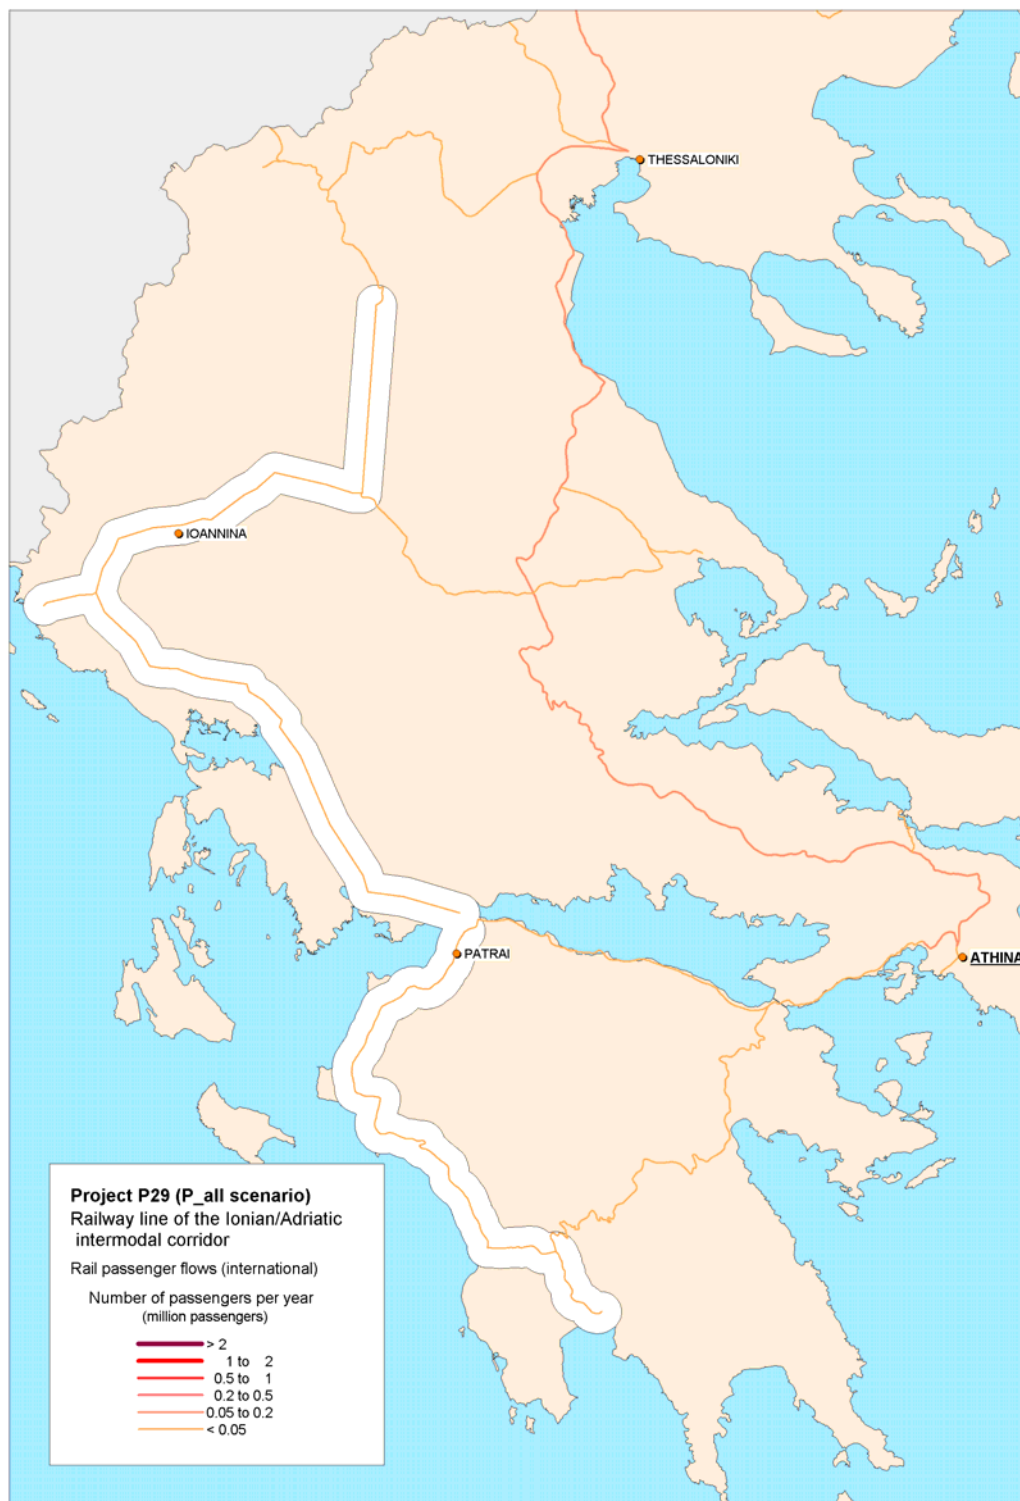 THESSALONIKI
IOANNINA
PATRAI
ATHINA
Project P29 (P_all scenario)
Railway line of the Ionian/Adriatic
intermodal corridor
Rail passenger flows (international)
Number of passengers per year
(million passengers)
> 2
1 to 2
0.5 to 1
0.2 to 0.5
0.05 to 0.2
< 0.05